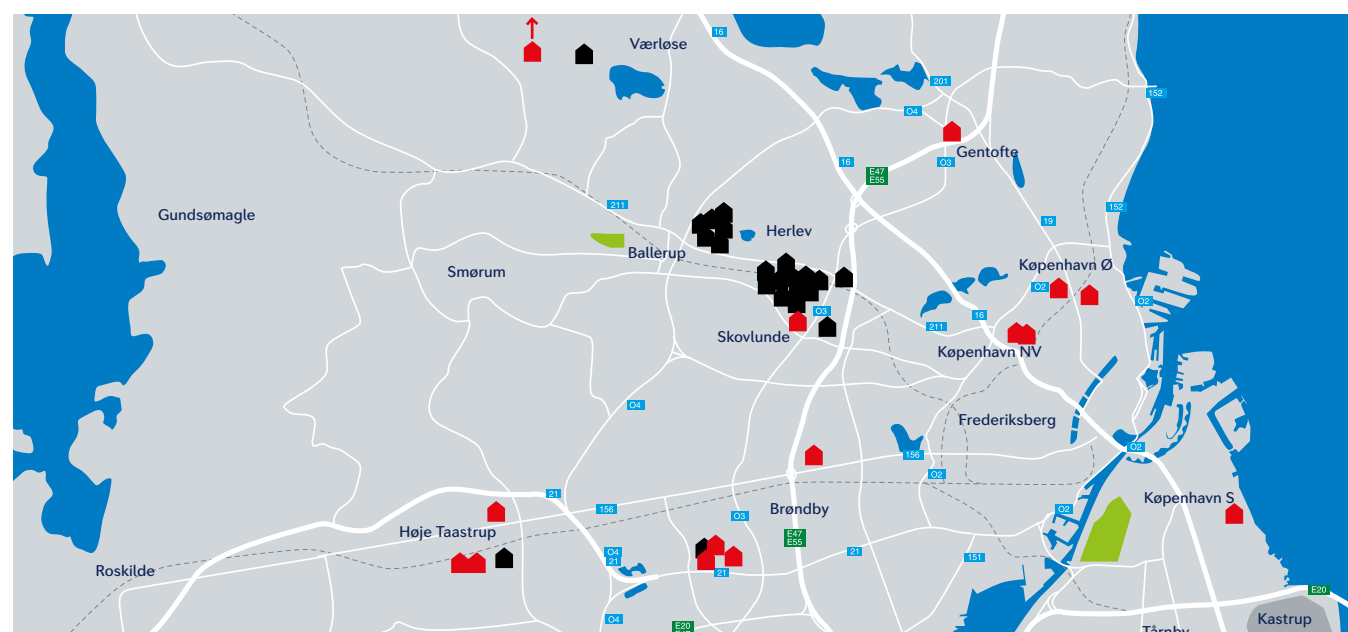 16
Værløse
201
152
O4
16
Gentofte
O3
E47
E55
211
152
Gundsømagle
19
Herlev
Ballerup
Smørum
København Ø
O2
O2
O3
16
211
Skovlunde
København NV
O4
Frederiksberg
O2
156
O2
21
København S
156
Brøndby
O2
O3
Høje Taastrup
E47
E55
O4
21
21
151
Roskilde
21
E20
O4
Kastrup
E20
Tårnby